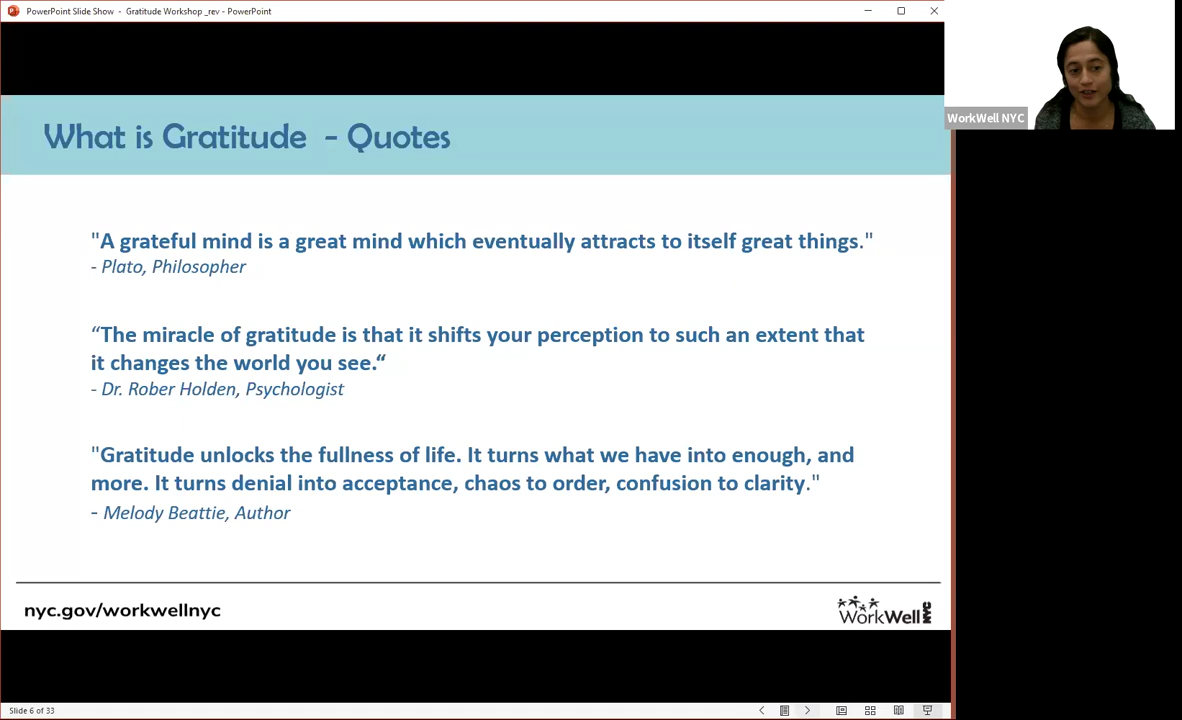 PowerPoint Slide Show - Gratitude Workshop _rev - PowerPoint
WorkWell NYC
What is Gratitude - Quotes
"A grateful mind is a great mind which eventually attracts to itself great things."
- Plato, Philosopher
“The miracle of gratitude is that it shifts your perception to such an extent that
it changes the world you see.“
- Dr. Rober Holden, Psychologist
"Gratitude unlocks the fullness of life. It turns what we have into enough, and
more. It turns denial into acceptance, chaos to order, confusion to clarity."
- Melody Beattie, Author
nyc.gov/workwellnyc
WorkWell NYC
Slide 6 of 33